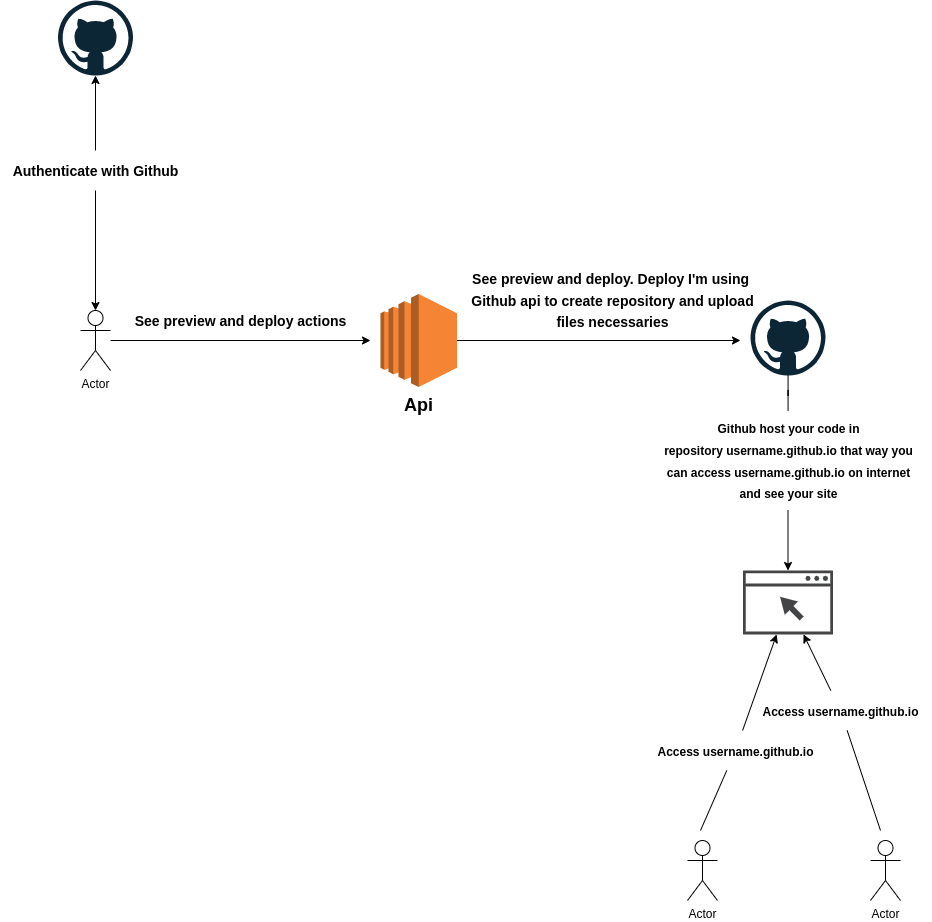 Authenticate with Github
See preview and deploy. Deploy I'm using
Github api to create repository and upload
files necessaries
See preview and deploy actions
Actor
Api
Github host your code in
repository username.github.io that way you
can access username.github.io on internet
and see your site
Access username.github.io
Access username.github.io
Actor
Actor